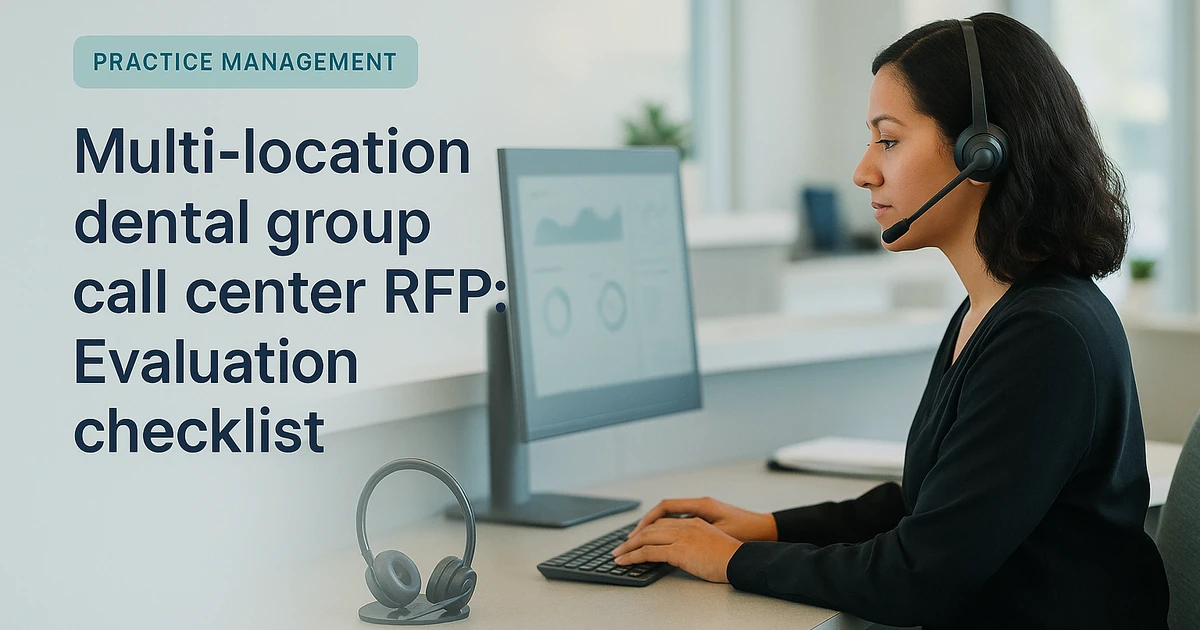 PRACTICE MANAGEMENT
Multi-location
dental group
call center RFP:
Evaluation
checklist